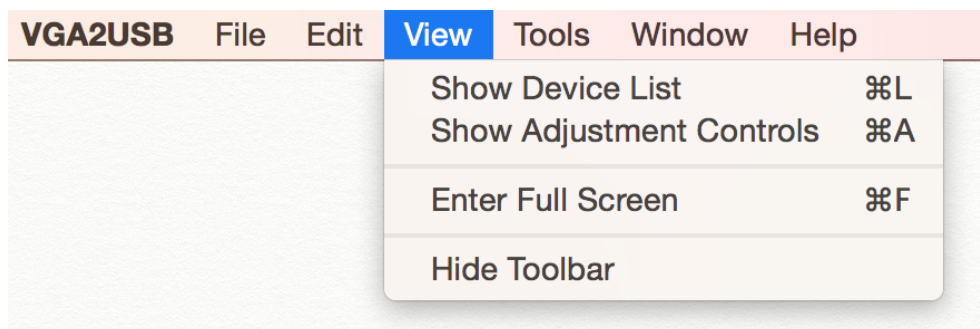 VGA2USB File Edit View Tools Window Help
Show Device List ⌘L
Show Adjustment Controls ⌘A
Enter Full Screen ⌘F
Hide Toolbar